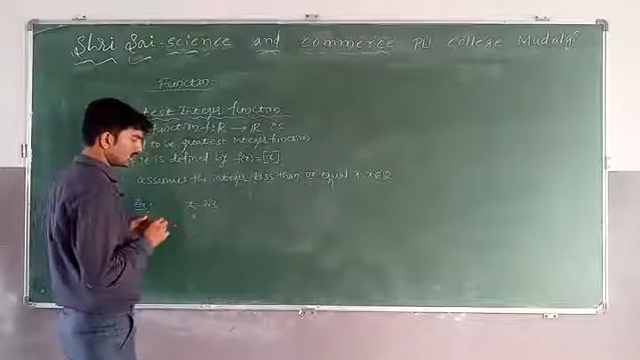 Shri Sai-science and commerce PU college Mudalgi
Function:
test Integer function
function f:R → R is
to be, greatest integer function
is defined by f(x)=[x]
assumes the integer less than or equal x. x∈R
Ex:
x=2.3